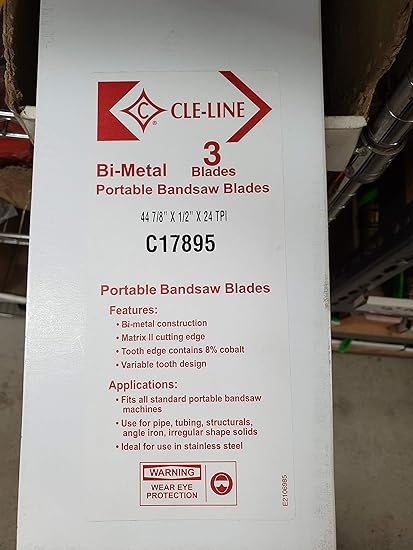 C
®
CLE-LINE
Bi-Metal
3
Blades
Portable Bandsaw Blades
44 7/8" X 1/2" X 24 TPI
C17895
Portable Bandsaw Blades
Features:
• Bi-metal construction
• Matrix II cutting edge
• Tooth edge contains 8% cobalt
• Variable tooth design
Applications:
• Fits all standard portable bandsaw
machines
• Use for pipe, tubing, structurals,
angle iron, irregular shape solids
• Ideal for use in stainless steel
WARNING
WEAR EYE
PROTECTION
E2106985